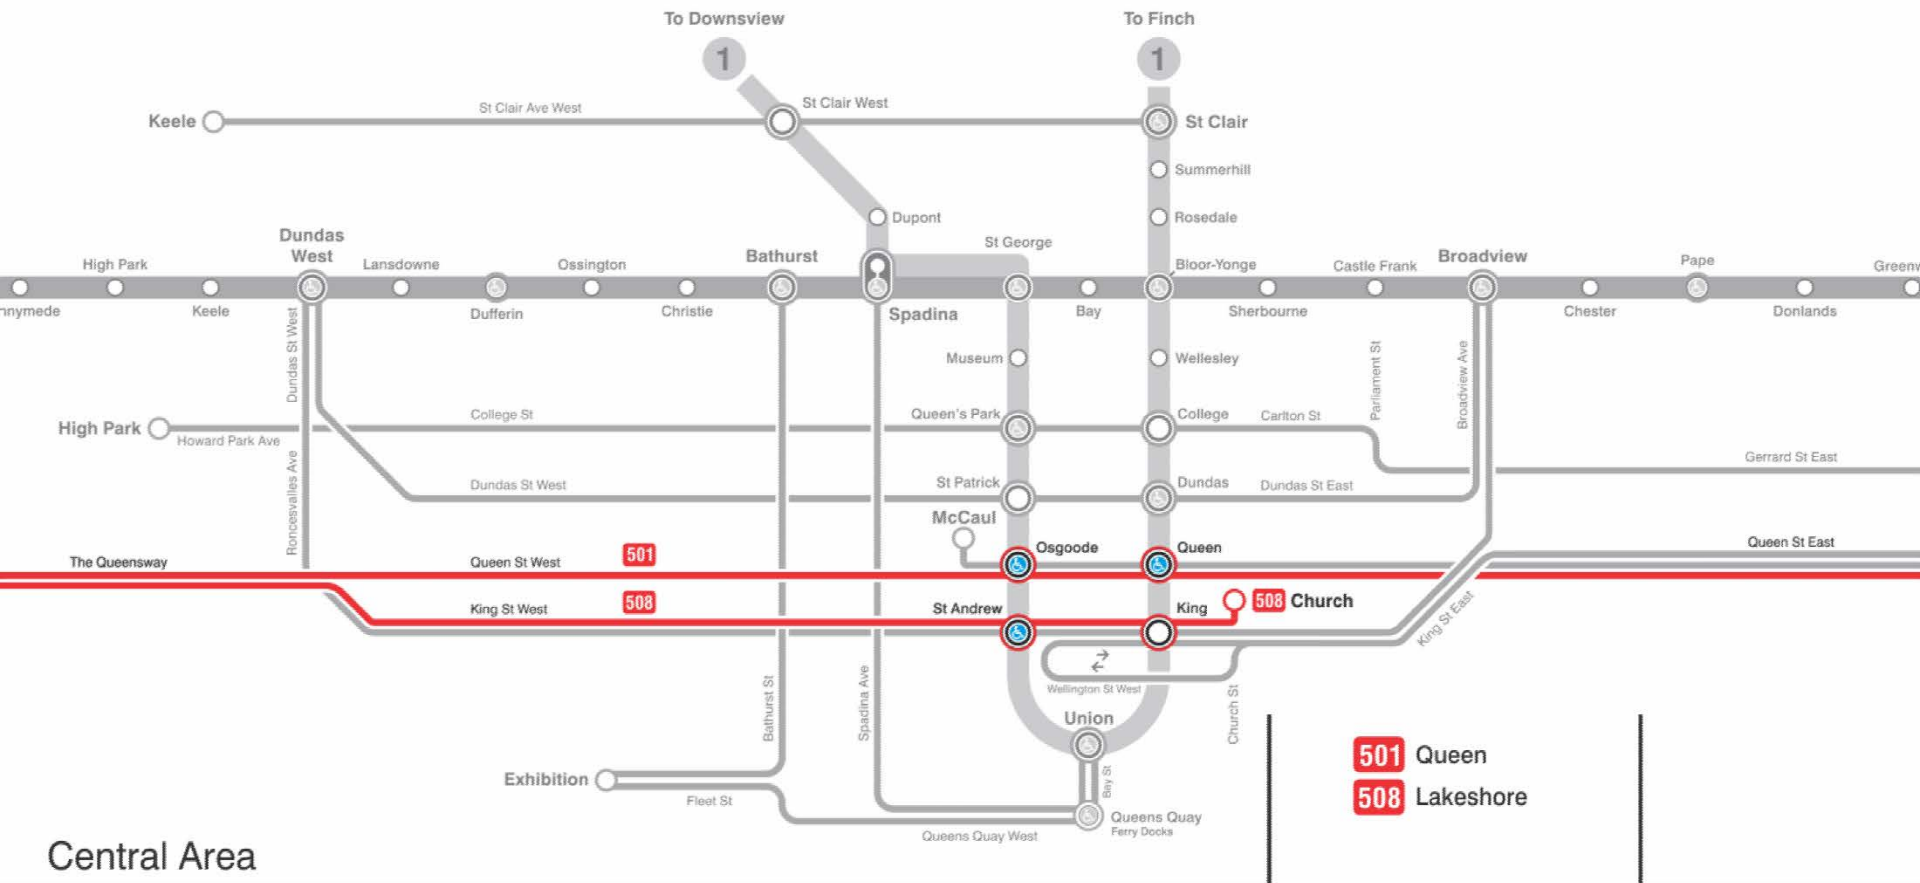 To Downsview
To Finch
1
1
Keele
St Clair Ave West
St Clair West
St Clair
Summerhill
Dupont
Rosedale
Dundas
West
High Park
Lansdowne
Ossington
Bathurst
St George
Bloor-Yonge
Castle Frank
Broadview
Pape
Keele
Dufferin
Christie
Spadina
Bay
Sherbourne
Chester
Donlands
Dundas St West
Museum
Wellesley
Parliament St
Broadview Ave
High Park
Howard Park Ave
College St
Queen's Park
College
Carlton St
Gerrard St East
Roncesvalles Ave
Dundas St West
St Patrick
Dundas
Dundas St East
McCaul
Osgoode
Queen
Queen St East
The Queensway
Queen St West
501
King St West
508
St Andrew
King
508 Church
King St East
Wellington St West
Bathurst St
Spadina Ave
Church St
Union
Bay St
Exhibition
Fleet St
Queens Quay
Ferry Docks
Queens Quay West
501 Queen
508 Lakeshore
Central Area